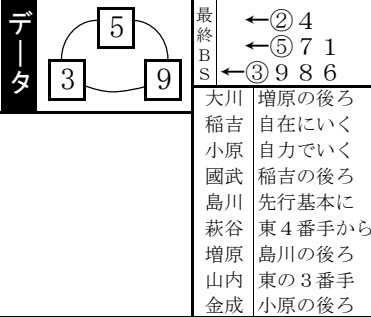 データ
5
3 9
最終BS
←②4
←⑤71
←③986
大川 増原の後ろ
稲吉 自在にいく
小原 自力でいく
國武 稲吉の後ろ
島川 先行基本に
萩谷 東4番手から
増原 島川の後ろ
山内 東の3番手
金成 小原の後ろ